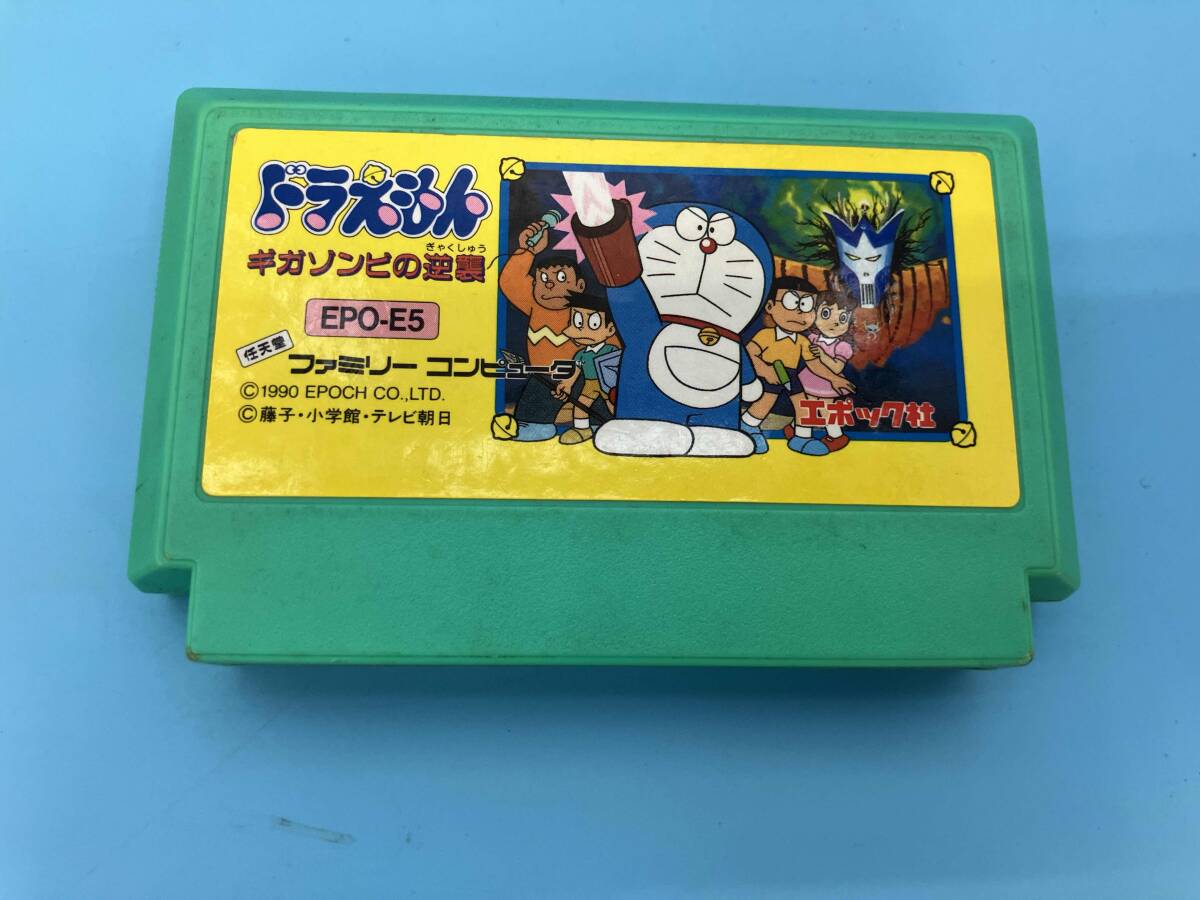 ドラえもん
ぎゃくしゅう
ギガゾンビの逆襲
EPO-E5
任天堂
ファミリー コンピュータ
©1990 EPOCH CO.,LTD.
©藤子・小学館・テレビ朝日
エポック社